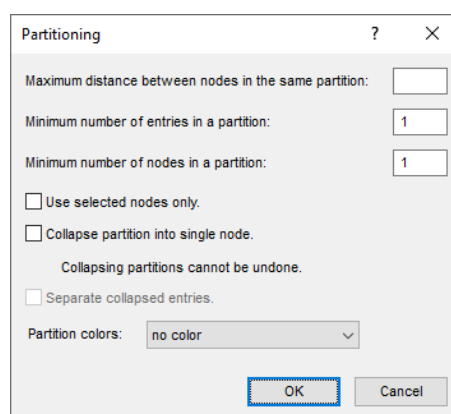 Partitioning ?
Maximum distance between nodes in the same partition:
Minimum number of entries in a partition: 1
Minimum number of nodes in a partition: 1
Use selected nodes only.
Collapse partition into single node.
Collapsing partitions cannot be undone.
Separate collapsed entries.
Partition colors: no color
OK Cancel